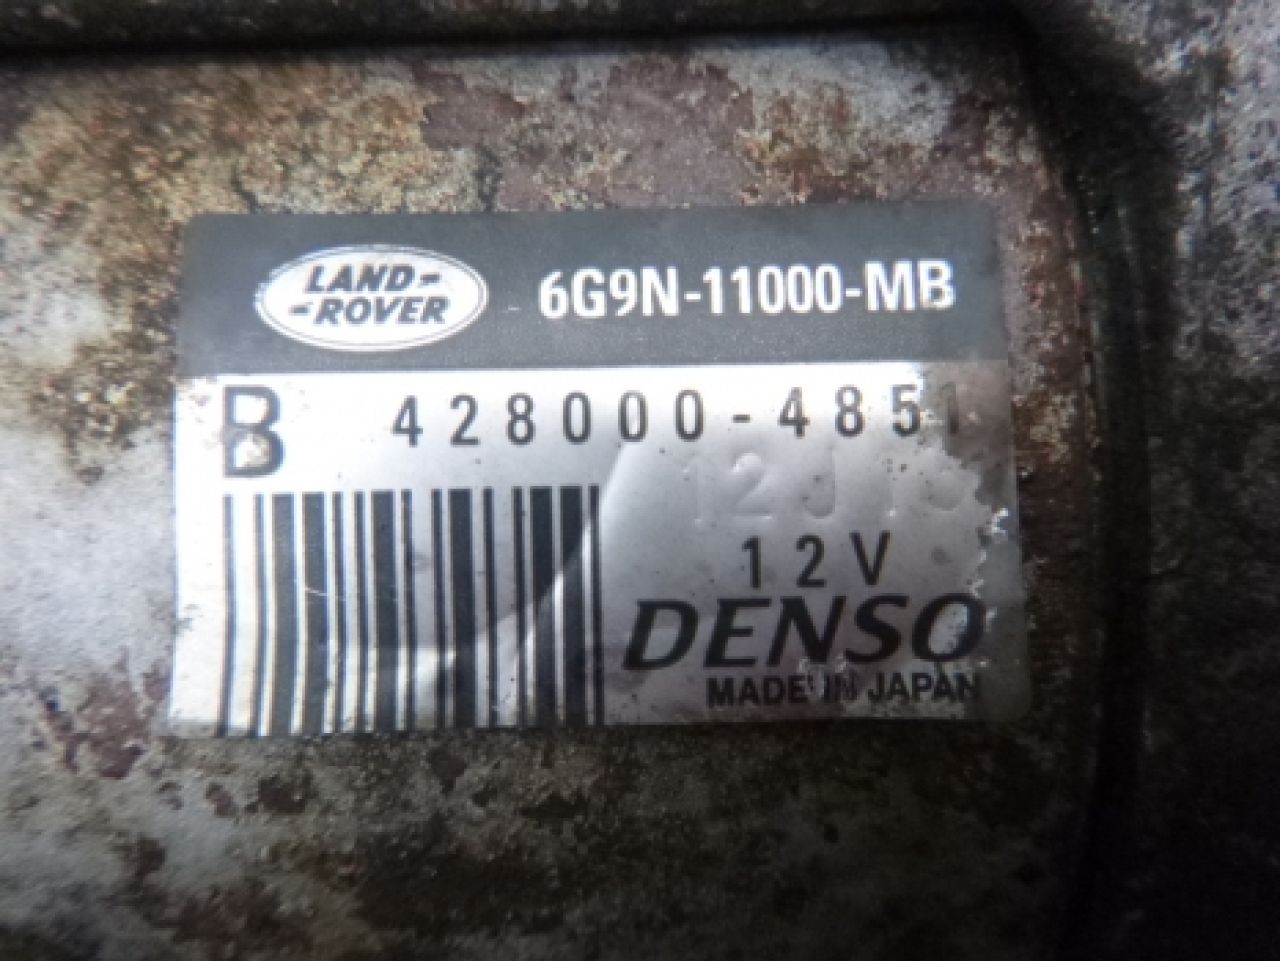 LAND-
-ROVER
6G9N-11000-MB
B 428000-4851
12V
DENSO
MADE IN JAPAN